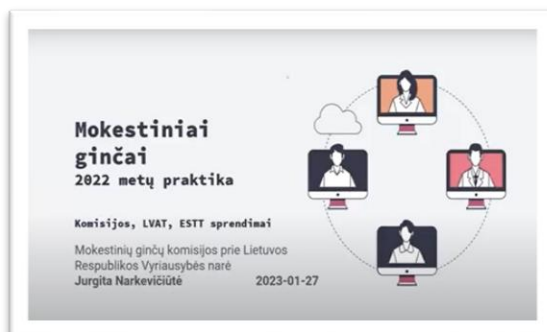 Mokestiniai
ginčai
2022 metų praktika
Komisijos, LVAT, ESTT sprendimai
Mokestinių ginčų komisijos prie Lietuvos
Respublikos Vyriausybės narė
Jurgita Narkevičiūtė 2023-01-27